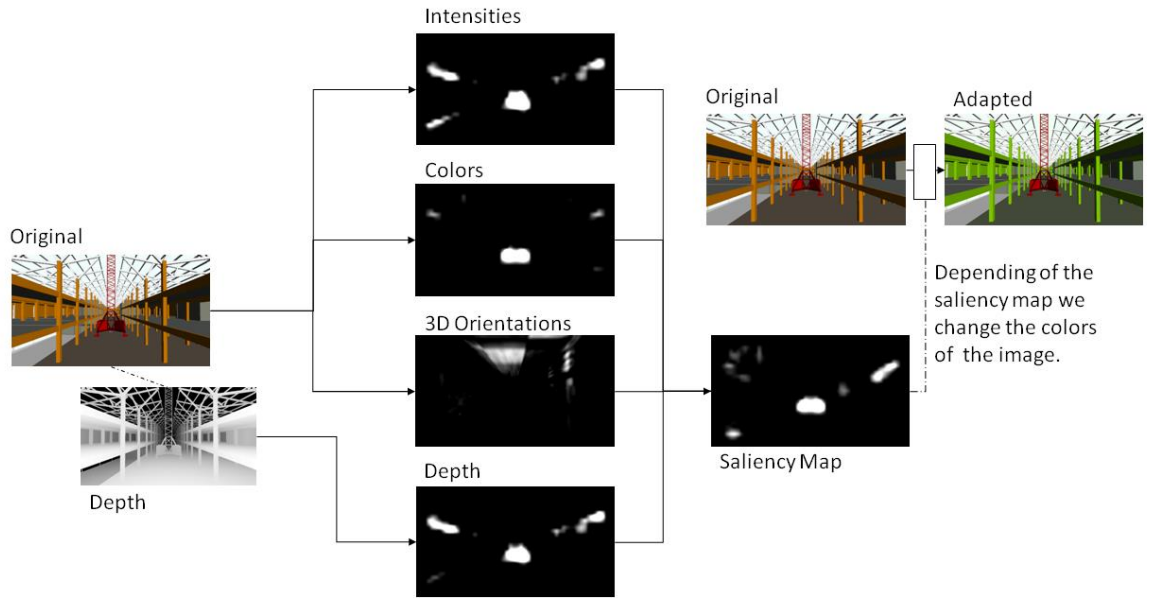 Intensities
Original
Adapted
Colors
Original
3D Orientations
Depending of the
saliency map we
change the colors
of the image.
Depth
Saliency Map
Depth